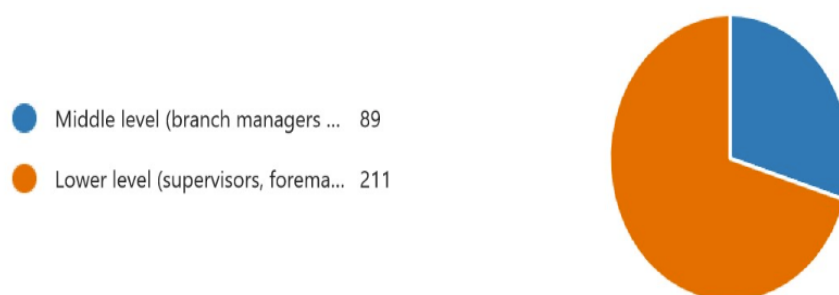 Middle level (branch managers ... 89
Lower level (supervisors, forema... 211